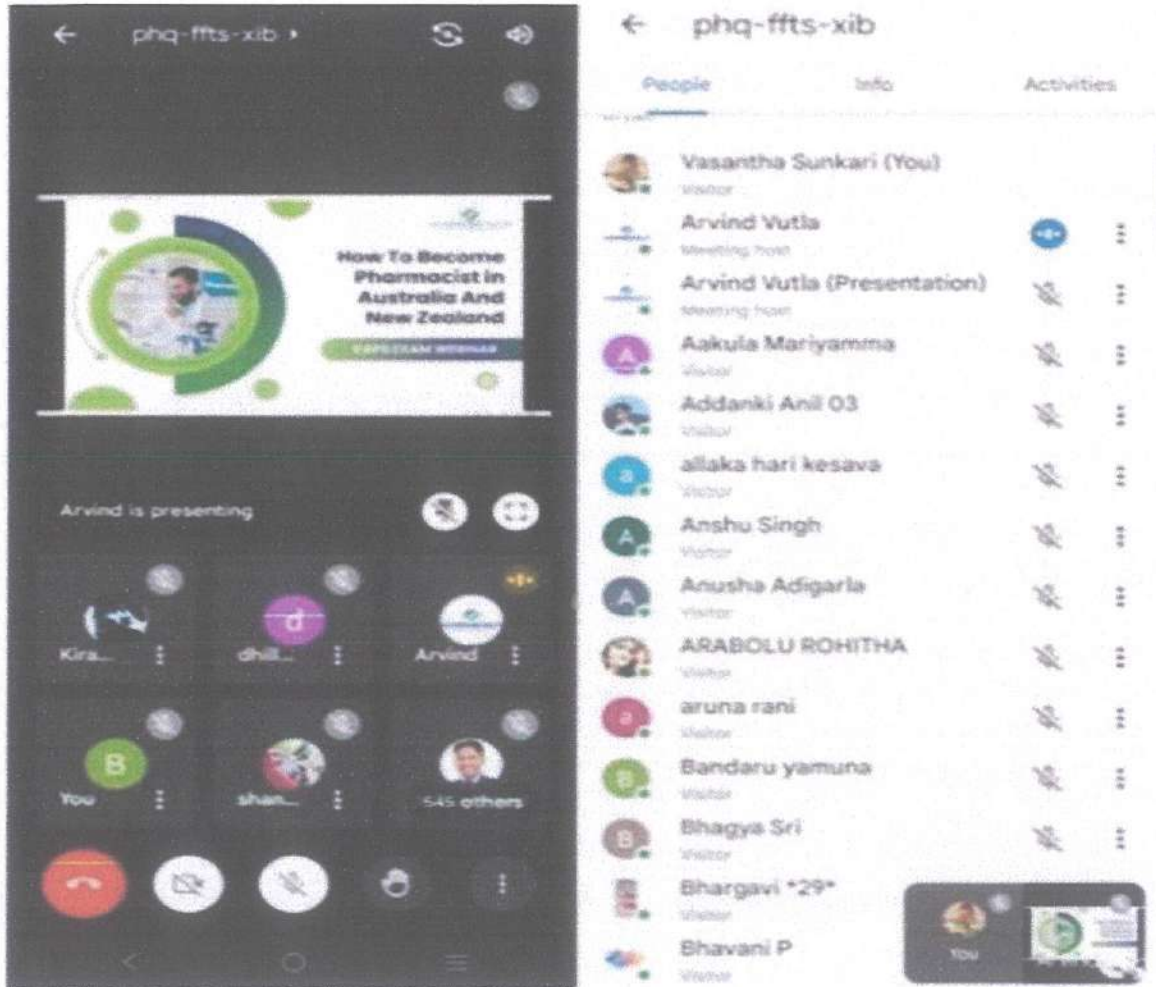 phq-ffts-xib
How To Become
Pharmacist in
Australia And
New Zealand
Arvind is presenting
Kira...
dhill...
Arvind
B
You
shan...
545 others
phq-ffts-xib
People
Info
Activities
Vasantha Sunkari (You)
Visitor
Arvind Vutla
Meeting host
Arvind Vutla (Presentation)
Meeting host
A
Aakula Mariyamma
Visitor
Addanki Anil 03
Visitor
a
allaka hari kesava
Visitor
A
Anshu Singh
Visitor
A
Anusha Adigarla
Visitor
ARABOLU ROHITHA
Visitor
a
aruna rani
Visitor
B
Bandaru yamuna
Visitor
B
Bhagya Sri
Visitor
Bhargavi *29*
Visitor
Bhavani P
Visitor
You